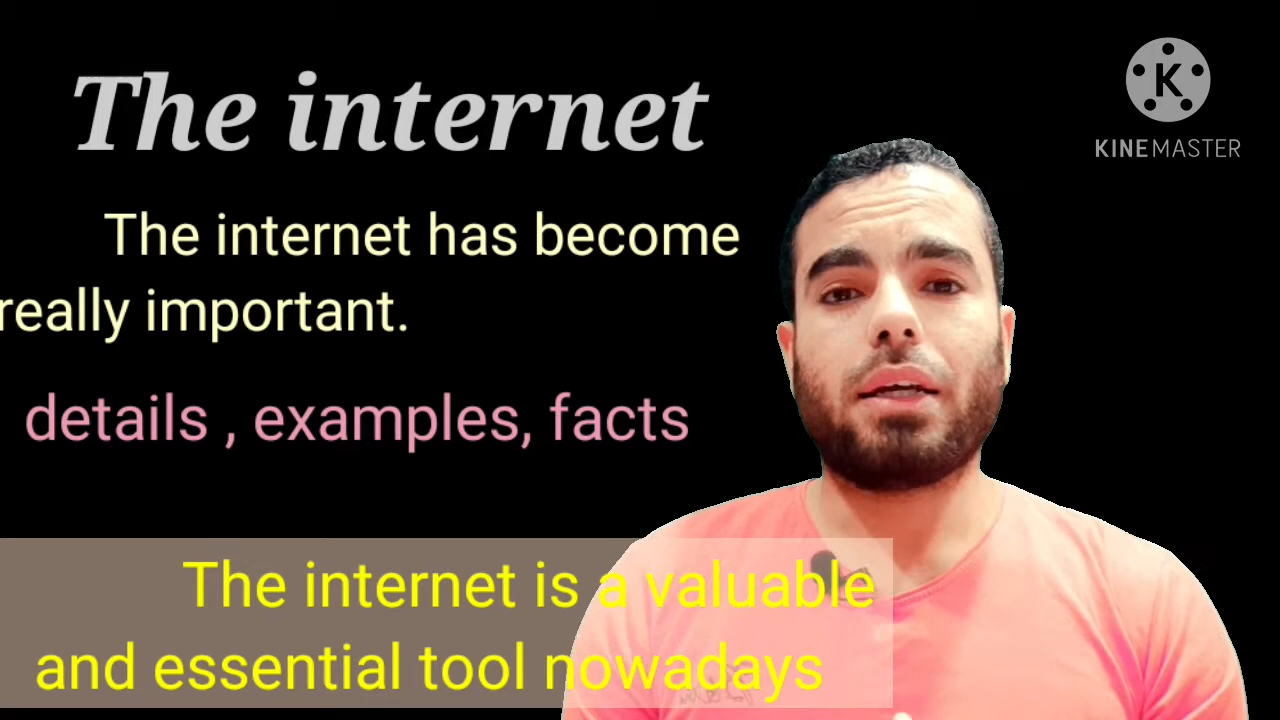 The internet
KINEMASTER
The internet has become
really important.
details , examples, facts
The internet is a valuable
and essential tool nowadays